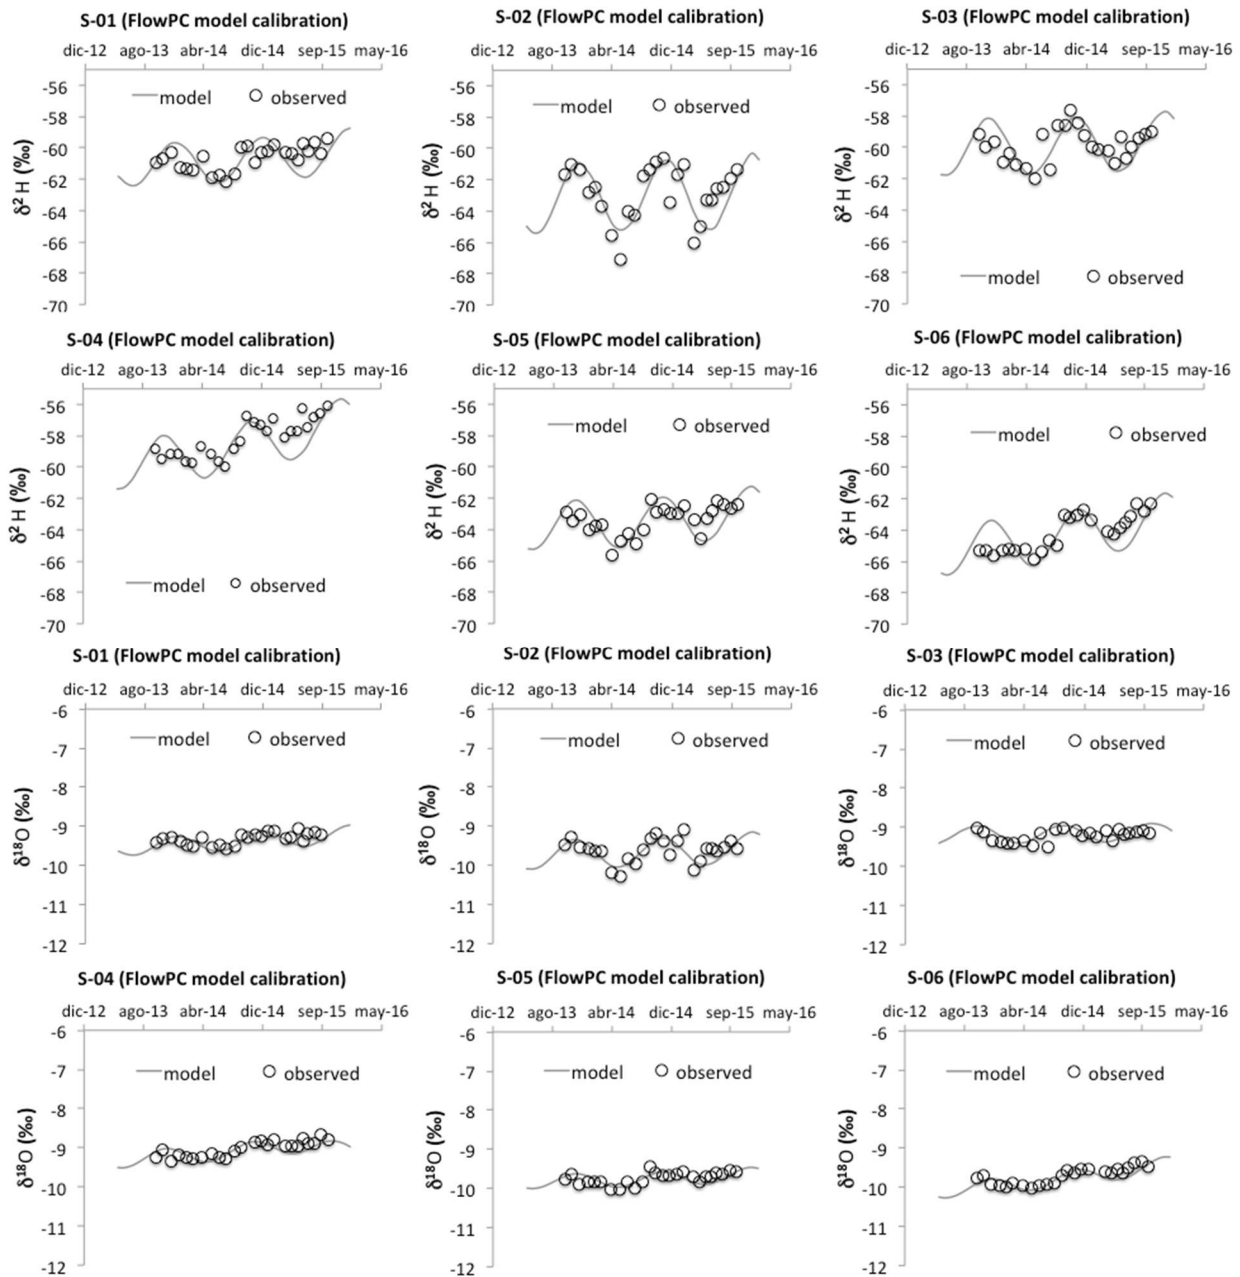 S-01 (FlowPC model calibration)
dic-12 ago-13 abr-14 dic-14 sep-15 may-16
-56
-58
-60
-62
-64
-66
-68
-70
δ² H (‰)
model observed
S-02 (FlowPC model calibration)
dic-12 ago-13 abr-14 dic-14 sep-15 may-16
-56
-58
-60
-62
-64
-66
-68
-70
δ² H (‰)
model observed
S-03 (FlowPC model calibration)
dic-12 ago-13 abr-14 dic-14 sep-15 may-16
-56
-58
-60
-62
-64
-66
-68
-70
δ² H (‰)
model observed
S-04 (FlowPC model calibration)
dic-12 ago-13 abr-14 dic-14 sep-15 may-16
-56
-58
-60
-62
-64
-66
-68
-70
δ² H (‰)
model observed
S-05 (FlowPC model calibration)
dic-12 ago-13 abr-14 dic-14 sep-15 may-16
-56
-58
-60
-62
-64
-66
-68
-70
δ² H (‰)
model observed
S-06 (FlowPC model calibration)
dic-12 ago-13 abr-14 dic-14 sep-15 may-16
-56
-58
-60
-62
-64
-66
-68
-70
δ² H (‰)
model observed
S-01 (FlowPC model calibration)
dic-12 ago-13 abr-14 dic-14 sep-15 may-16
-6
-7
-8
-9
-10
-11
-12
δ¹⁸O (‰)
model observed
S-02 (FlowPC model calibration)
dic-12 ago-13 abr-14 dic-14 sep-15 may-16
-6
-7
-8
-9
-10
-11
-12
δ¹⁸O (‰)
model observed
S-03 (FlowPC model calibration)
dic-12 ago-13 abr-14 dic-14 sep-15 may-16
-6
-7
-8
-9
-10
-11
-12
δ¹⁸O (‰)
model observed
S-04 (FlowPC model calibration)
dic-12 ago-13 abr-14 dic-14 sep-15 may-16
-6
-7
-8
-9
-10
-11
-12
δ¹⁸O (‰)
model observed
S-05 (FlowPC model calibration)
dic-12 ago-13 abr-14 dic-14 sep-15 may-16
-6
-7
-8
-9
-10
-11
-12
δ¹⁸O (‰)
model observed
S-06 (FlowPC model calibration)
dic-12 ago-13 abr-14 dic-14 sep-15 may-16
-6
-7
-8
-9
-10
-11
-12
δ¹⁸O (‰)
model observed